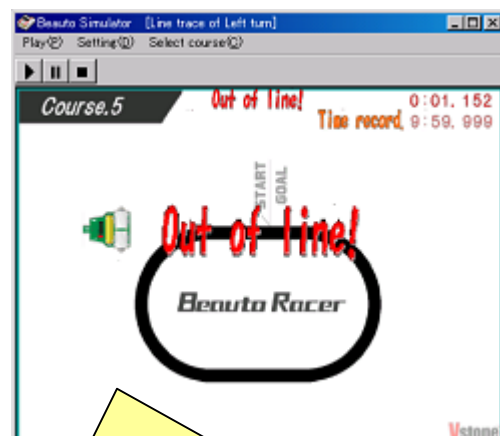 Beauto Simulator [Line trace of Left turn]
Play(P) Setting(D) Select course(C)
Course.5
Out of line!
0:01. 152
Time record, 9:59. 999
START
GOAL
Out of line!
Beauto Racer
Vstone